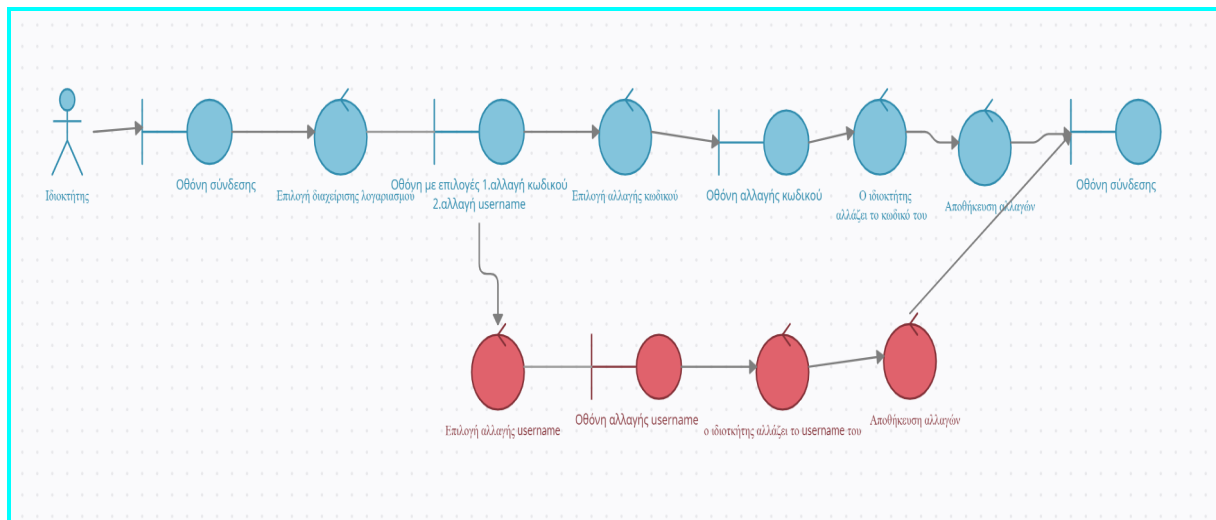 Ιδιοκτήτης
Οθόνη σύνδεσης
Επιλογή διαχείρισης λογαριασμού
Οθόνη με επιλογές 1.αλλαγή κωδικού
2.αλλαγή username
Επιλογή αλλαγής κωδικού
Οθόνη αλλαγής κωδικού
Ο ιδιοκτήτης
αλλάζει το κωδικό του
Αποθήκευση αλλαγών
Οθόνη σύνδεσης
Επιλογή αλλαγής username
Οθόνη αλλαγής username
ο ιδιοτκήτης αλλάζει το username του
Αποθήκευση αλλαγών